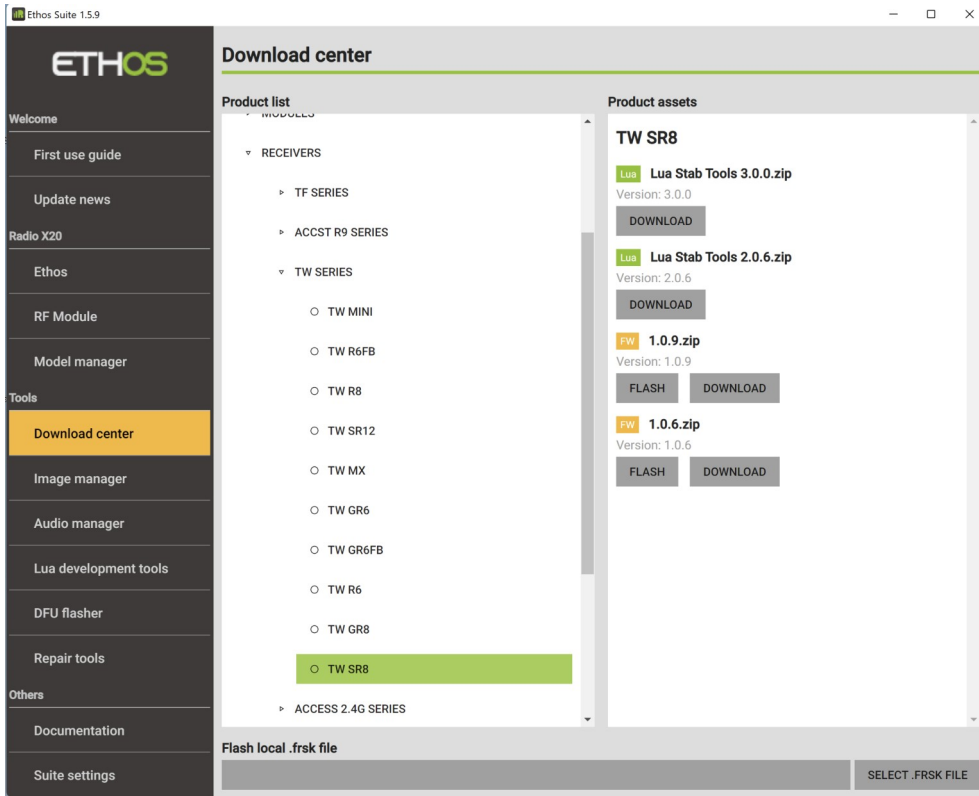 Ethos Suite 1.5.9
ETHOS
Welcome
First use guide
Update news
Radio X20
Ethos
RF Module
Model manager
Tools
Download center
Image manager
Audio manager
Lua development tools
DFU flasher
Repair tools
Others
Documentation
Suite settings
Download center
Product list
MODULES
RECEIVERS
TF SERIES
ACCST R9 SERIES
TW SERIES
TW MINI
TW R6FB
TW R8
TW SR12
TW MX
TW GR6
TW GR6FB
TW R6
TW GR8
TW SR8
ACCESS 2.4G SERIES
Product assets
TW SR8
Lua Lua Stab Tools 3.0.0.zip
Version: 3.0.0
DOWNLOAD
Lua Lua Stab Tools 2.0.6.zip
Version: 2.0.6
DOWNLOAD
FW 1.0.9.zip
Version: 1.0.9
FLASH DOWNLOAD
FW 1.0.6.zip
Version: 1.0.6
FLASH DOWNLOAD
Flash local .frsk file
SELECT .FRSK FILE